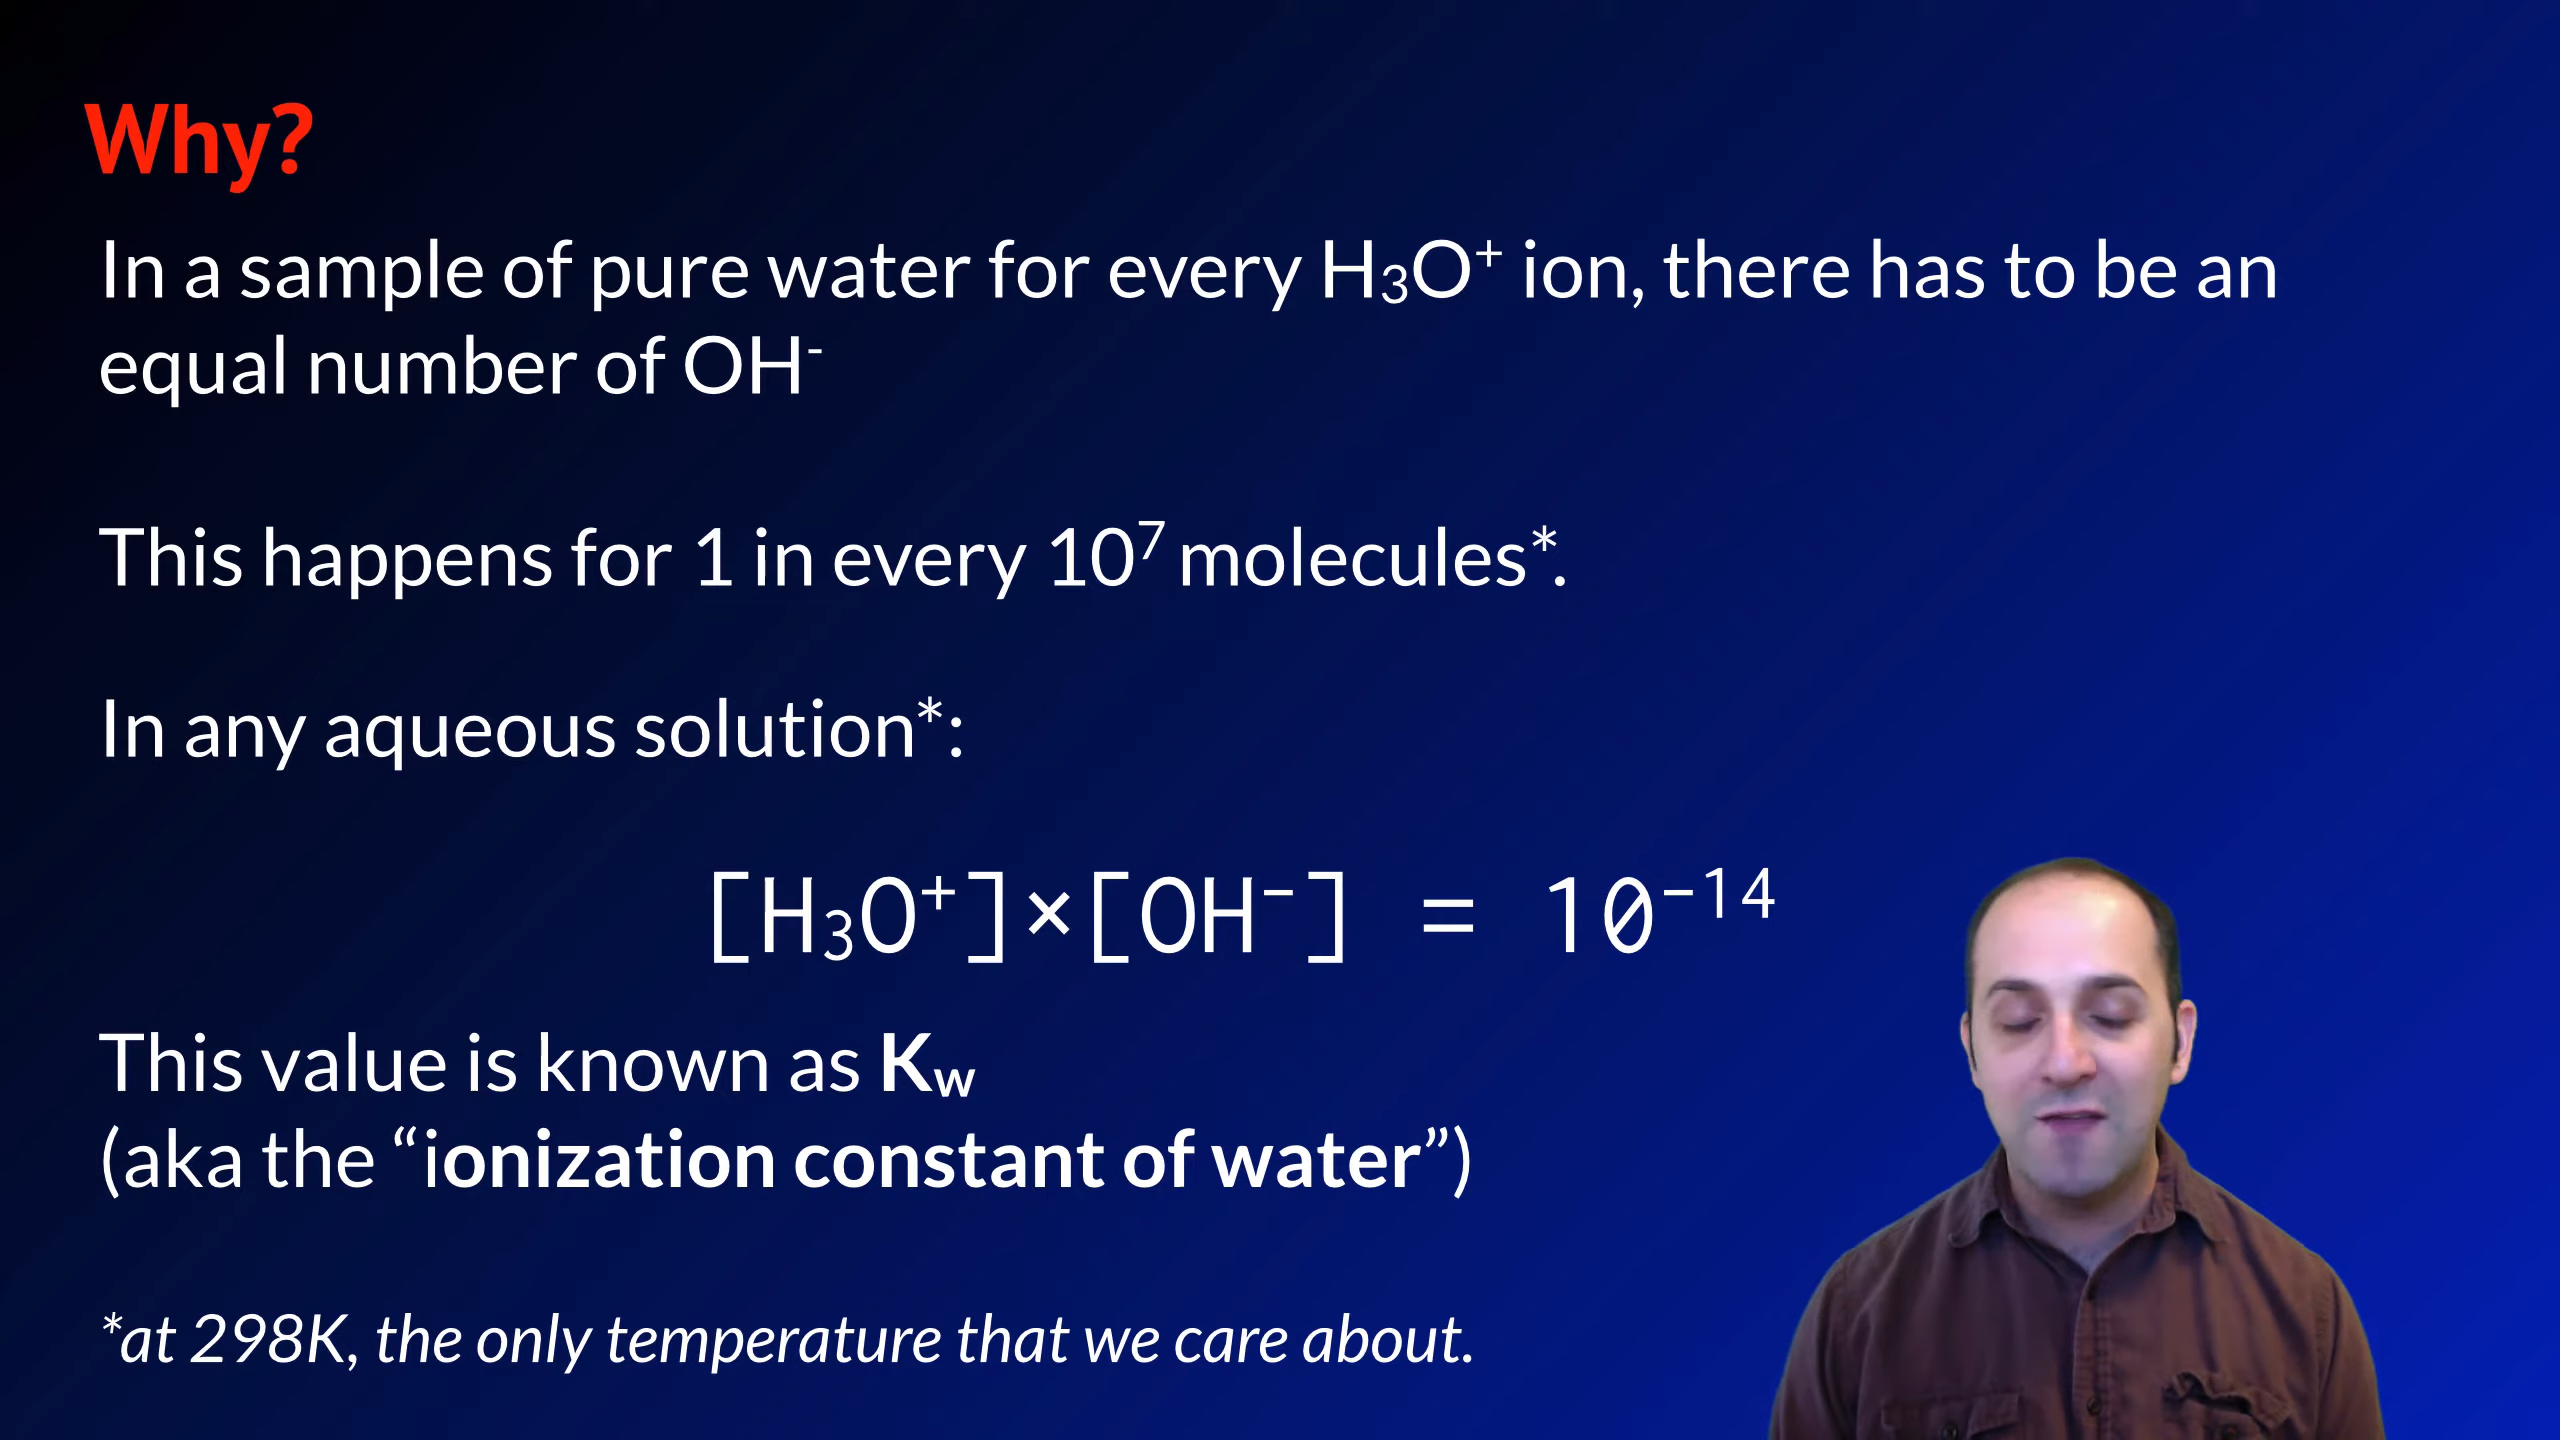 Why?
In a sample of pure water for every H₃O⁺ ion, there has to be an
equal number of OH⁻
This happens for 1 in every 10⁷ molecules*.
In any aqueous solution*:
[H₃O⁺]×[OH⁻] = 10⁻¹⁴
This value is known as Kw
(aka the “ionization constant of water”)
*at 298K, the only temperature that we care about.